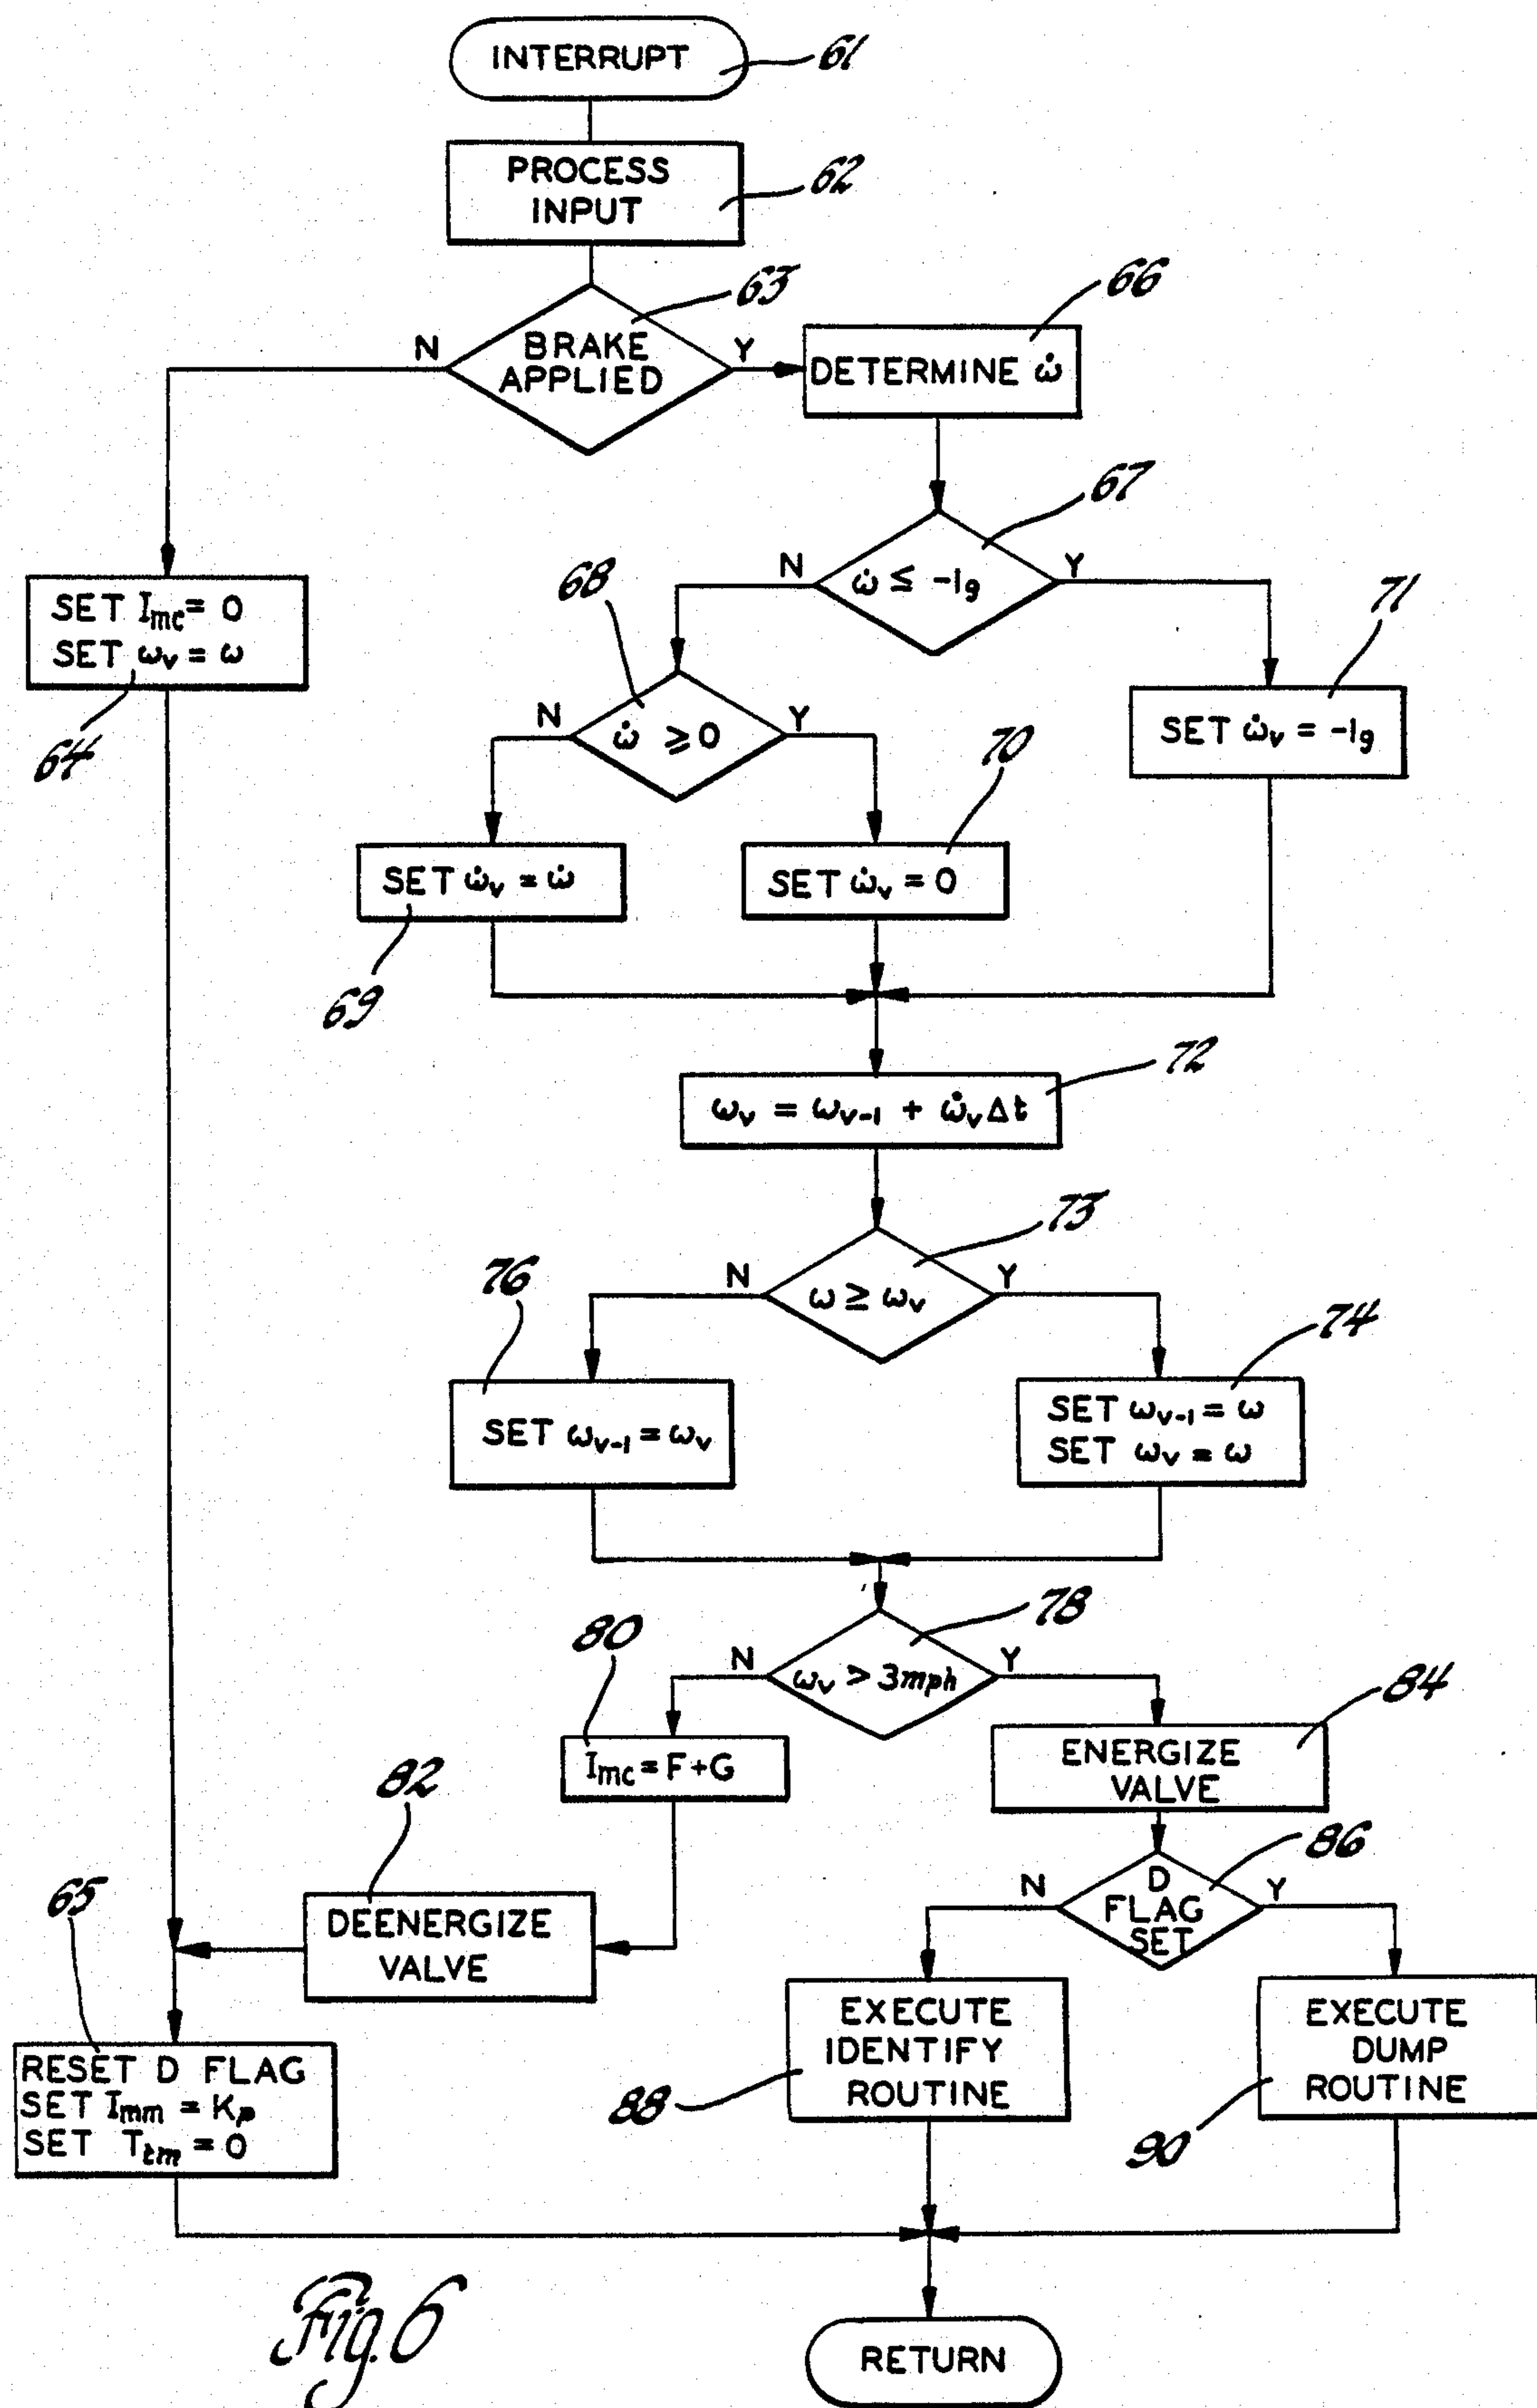 INTERRUPT
61
PROCESS
INPUT
62
63
BRAKE
APPLIED
N
Y
66
DETERMINE ω̇
67
ω̇ ≤ -1g
N
Y
68
71
SET Imc = 0
SET ωv = ω
64
ω̇ ≥ 0
N
Y
70
SET ω̇v = -1g
SET ω̇v = ω̇
69
SET ω̇v = 0
72
ωv = ωv-1 + ω̇vΔt
73
ω ≥ ωv
N
Y
76
74
SET ωv-1 = ωv
SET ωv-1 = ω
SET ωv = ω
78
80
ωv > 3mph
N
Y
84
Imc = F+G
ENERGIZE
VALVE
82
86
D
FLAG
SET
N
Y
65
DEENERGIZE
VALVE
RESET D FLAG
SET Imm = Kp
SET Ttm = 0
EXECUTE
IDENTIFY
ROUTINE
88
EXECUTE
DUMP
ROUTINE
90
Fig. 6
RETURN